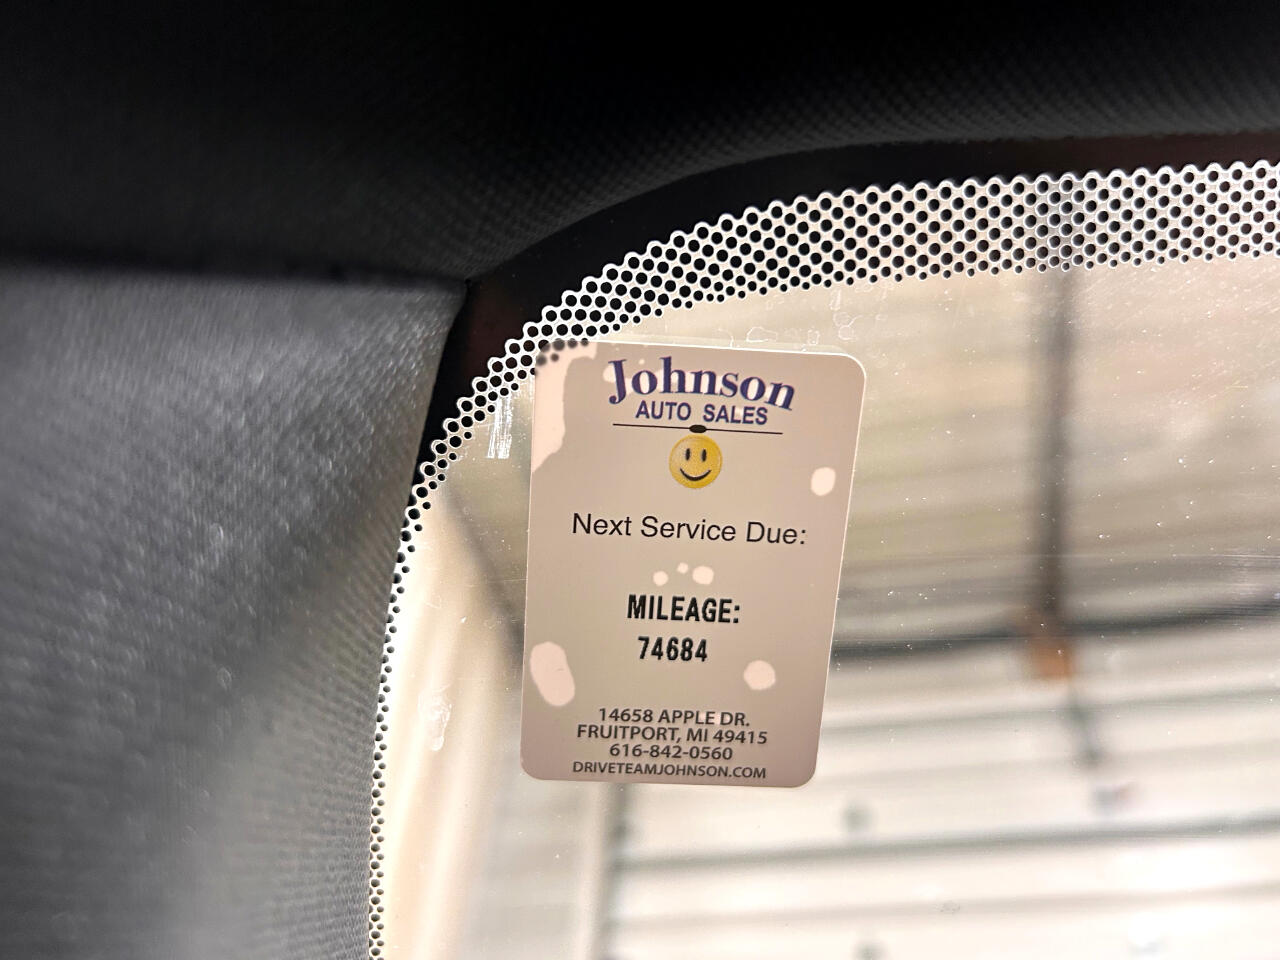 Johnson
AUTO SALES
Next Service Due:
MILEAGE:
74684
14658 APPLE DR.
FRUITPORT, MI 49415
616-842-0560
DRIVETEAMJOHNSON.COM